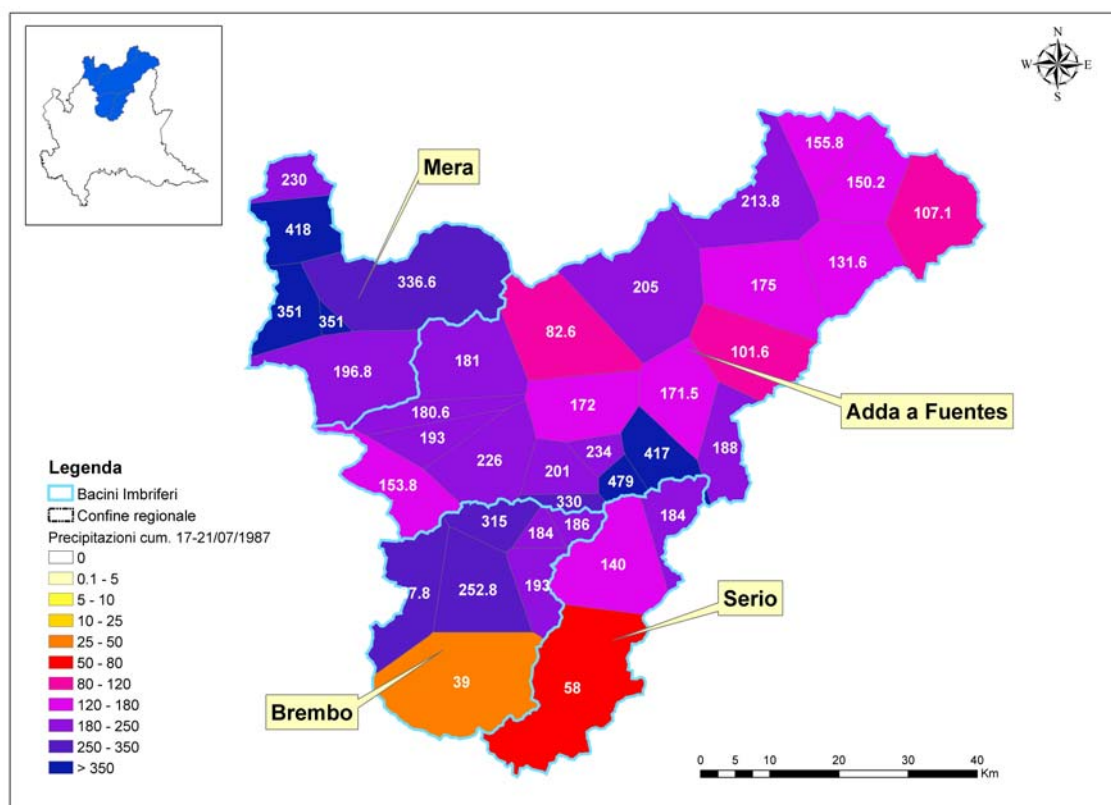 N
W E
S
Mera
230
418
336.6
351
351
196.8
155.8
150.2
213.8
107.1
131.6
205
175
82.6
101.6
181
171.5
Adda a Fuentes
172
180.6
193
234
417
188
226
201
479
153.8
330
315
184
186
184
140
7.8
252.8
193
Serio
39
58
Brembo
Legenda
Bacini Imbriferi
Confine regionale
Precipitazioni cum. 17-21/07/1987
0
0.1 - 5
5 - 10
10 - 25
25 - 50
50 - 80
80 - 120
120 - 180
180 - 250
250 - 350
> 350
0 10 20 30 40
Km